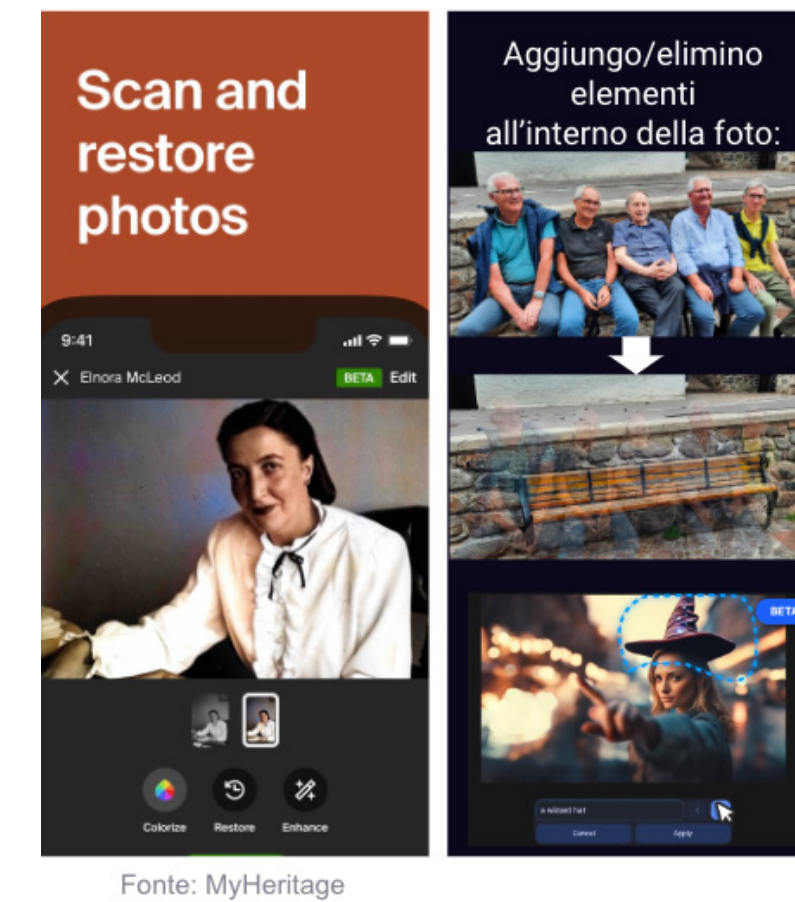 Scan and
restore
photos
9:41
Elnora McLeod
BETA
Edit
Colorize
Restore
Enhance
Aggiungo/elimino
elementi
all'interno della foto:
BETA
a wizard hat
Cancel
Apply
Fonte: MyHeritage